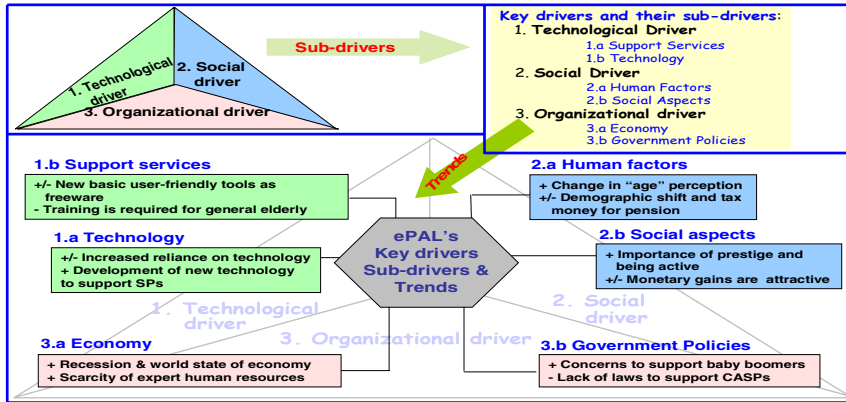 1. Technological
driver
2. Social
driver
3. Organizational driver
Sub-drivers
Key drivers and their sub-drivers:
1. Technological Driver
1.a Support Services
1.b Technology
2. Social Driver
2.a Human Factors
2.b Social Aspects
3. Organizational driver
3.a Economy
3.b Government Policies
Trends
1.b Support services
+/- New basic user-friendly tools as
freeware
- Training is required for general elderly
2.a Human factors
+ Change in “age” perception
+/- Demographic shift and tax
money for pension
1.a Technology
+/- Increased reliance on technology
+ Development of new technology
to support SPs
ePAL's
Key drivers
Sub-drivers &
Trends
2.b Social aspects
+ Importance of prestige and
being active
+/- Monetary gains are attractive
1. Technological
driver
2. Social
driver
3. Organizational driver
3.a Economy
+ Recession & world state of economy
+ Scarcity of expert human resources
3.b Government Policies
+ Concerns to support baby boomers
- Lack of laws to support CASPs